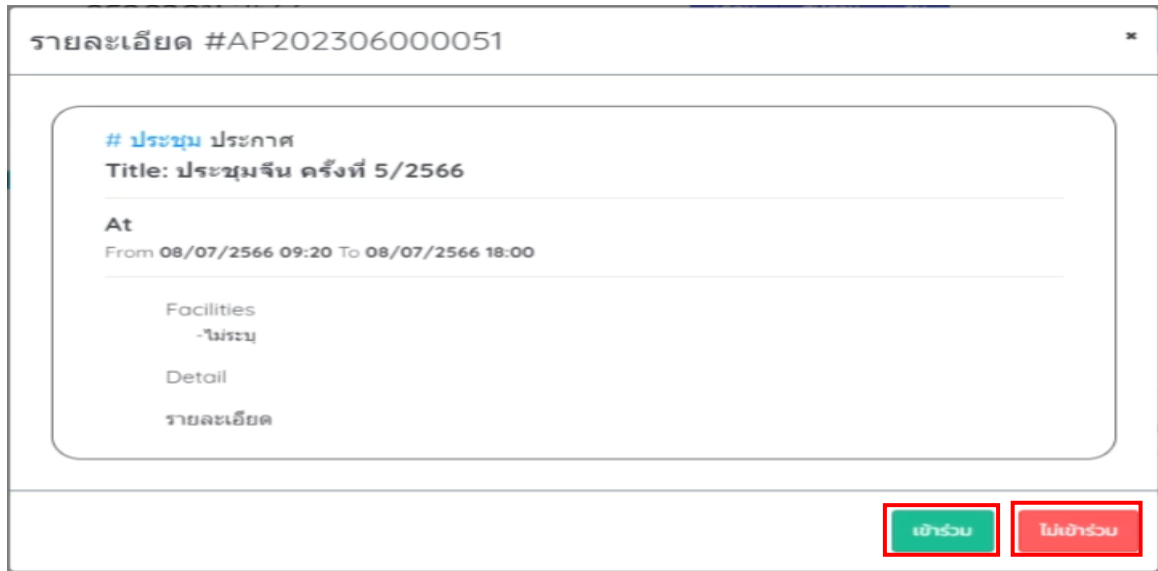 รายละเอียด #AP202306000051
# ประชุม ประกาศ
Title: ประชุมจีน ครั้งที่ 5/2566
At
From 08/07/2566 09:20 To 08/07/2566 18:00
Facilities
-ไม่ระบุ
Detail
รายละเอียด
เข้าร่วม ไม่เข้าร่วม